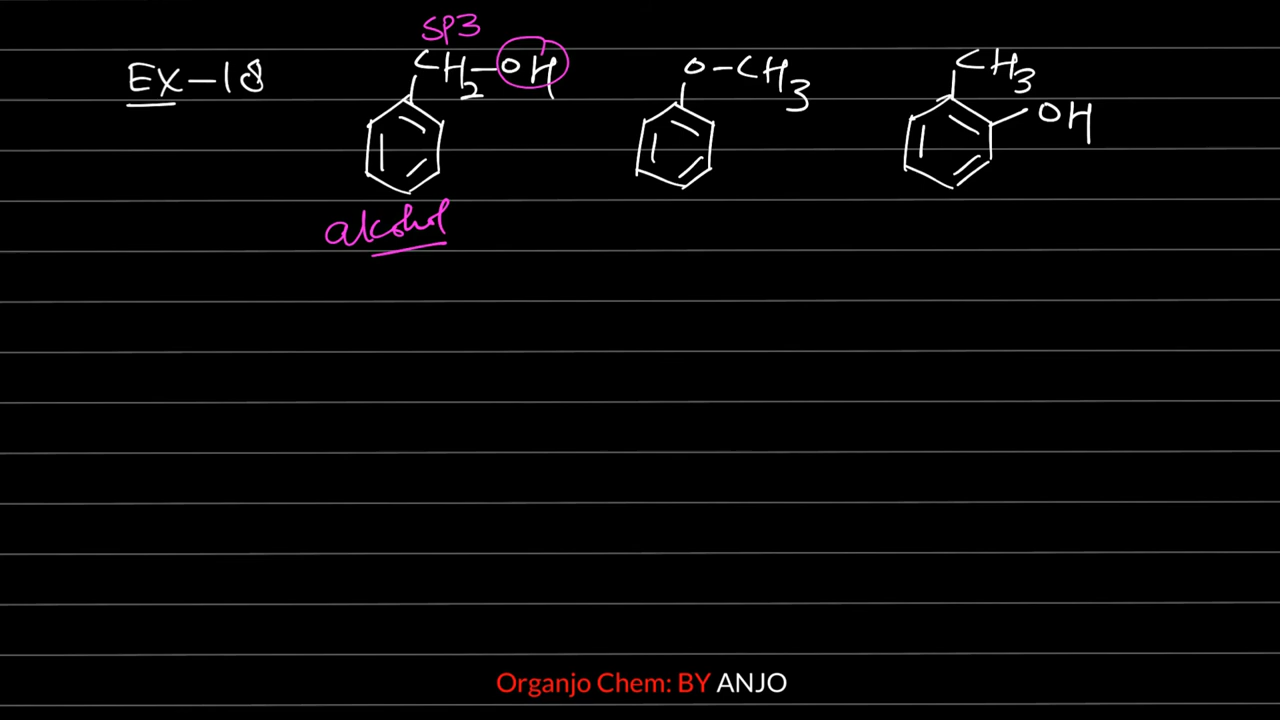 SP3
EX-18 CH2-OH O-CH3 CH3
OH
alcohol
Organjo Chem: BY ANJO